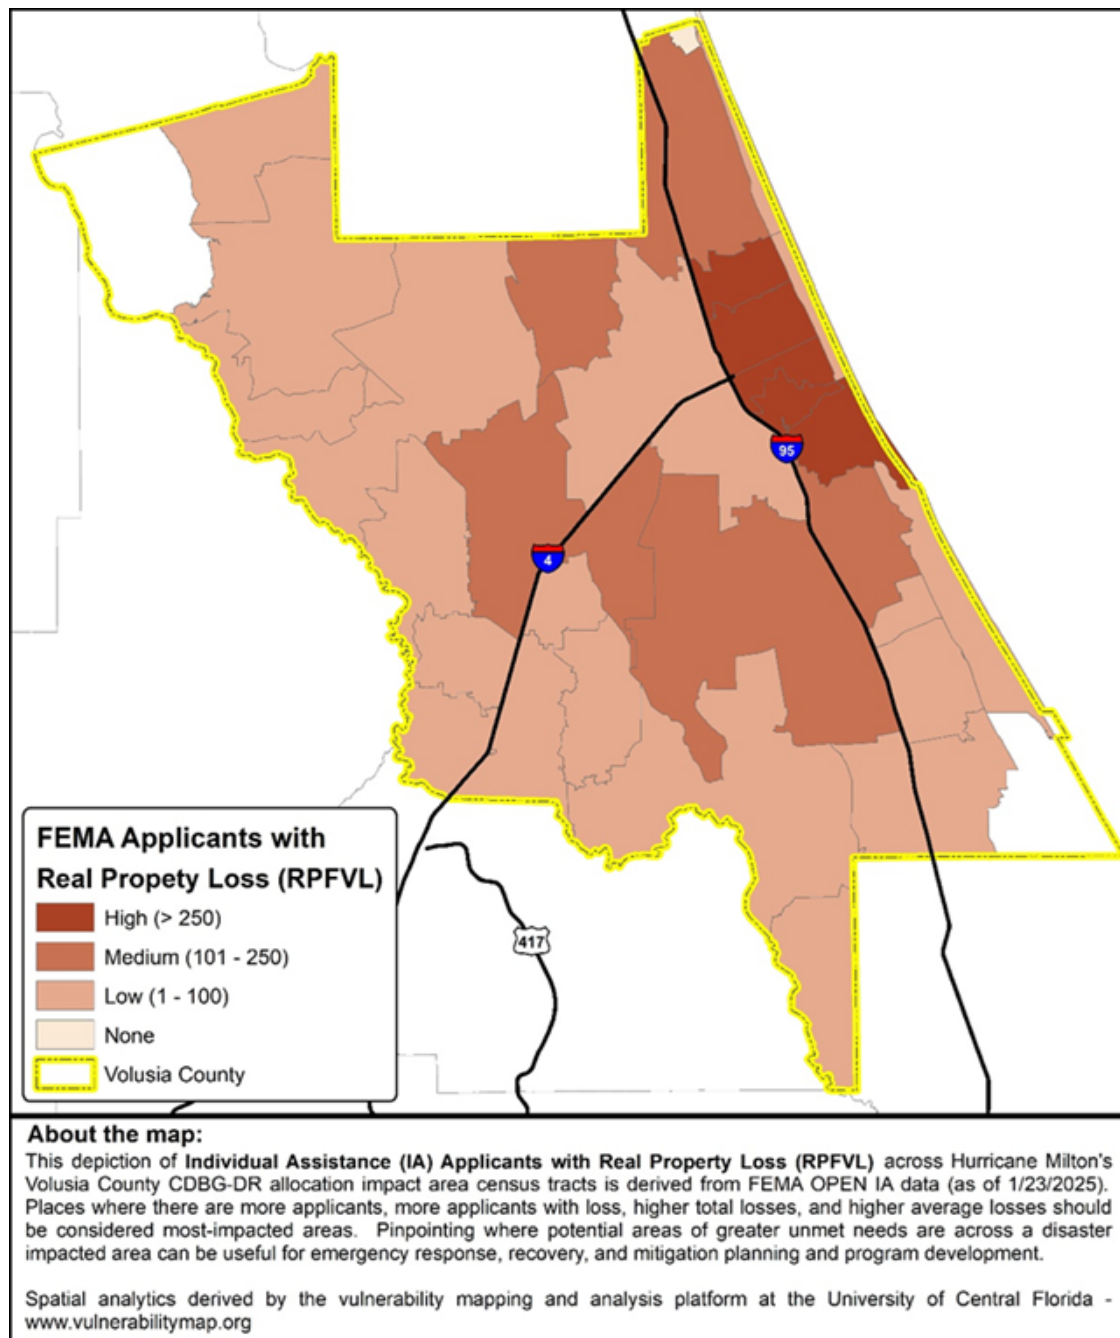 95
4
FEMA Applicants with
Real Propety Loss (RPFVL)
High (> 250)
Medium (101 - 250)
Low (1 - 100)
None
Volusia County
417
About the map:
This depiction of Individual Assistance (IA) Applicants with Real Property Loss (RPFVL) across Hurricane Milton's
Volusia County CDBG-DR allocation impact area census tracts is derived from FEMA OPEN IA data (as of 1/23/2025).
Places where there are more applicants, more applicants with loss, higher total losses, and higher average losses should
be considered most-impacted areas. Pinpointing where potential areas of greater unmet needs are across a disaster
impacted area can be useful for emergency response, recovery, and mitigation planning and program development.
Spatial analytics derived by the vulnerability mapping and analysis platform at the University of Central Florida -
www.vulnerabilitymap.org